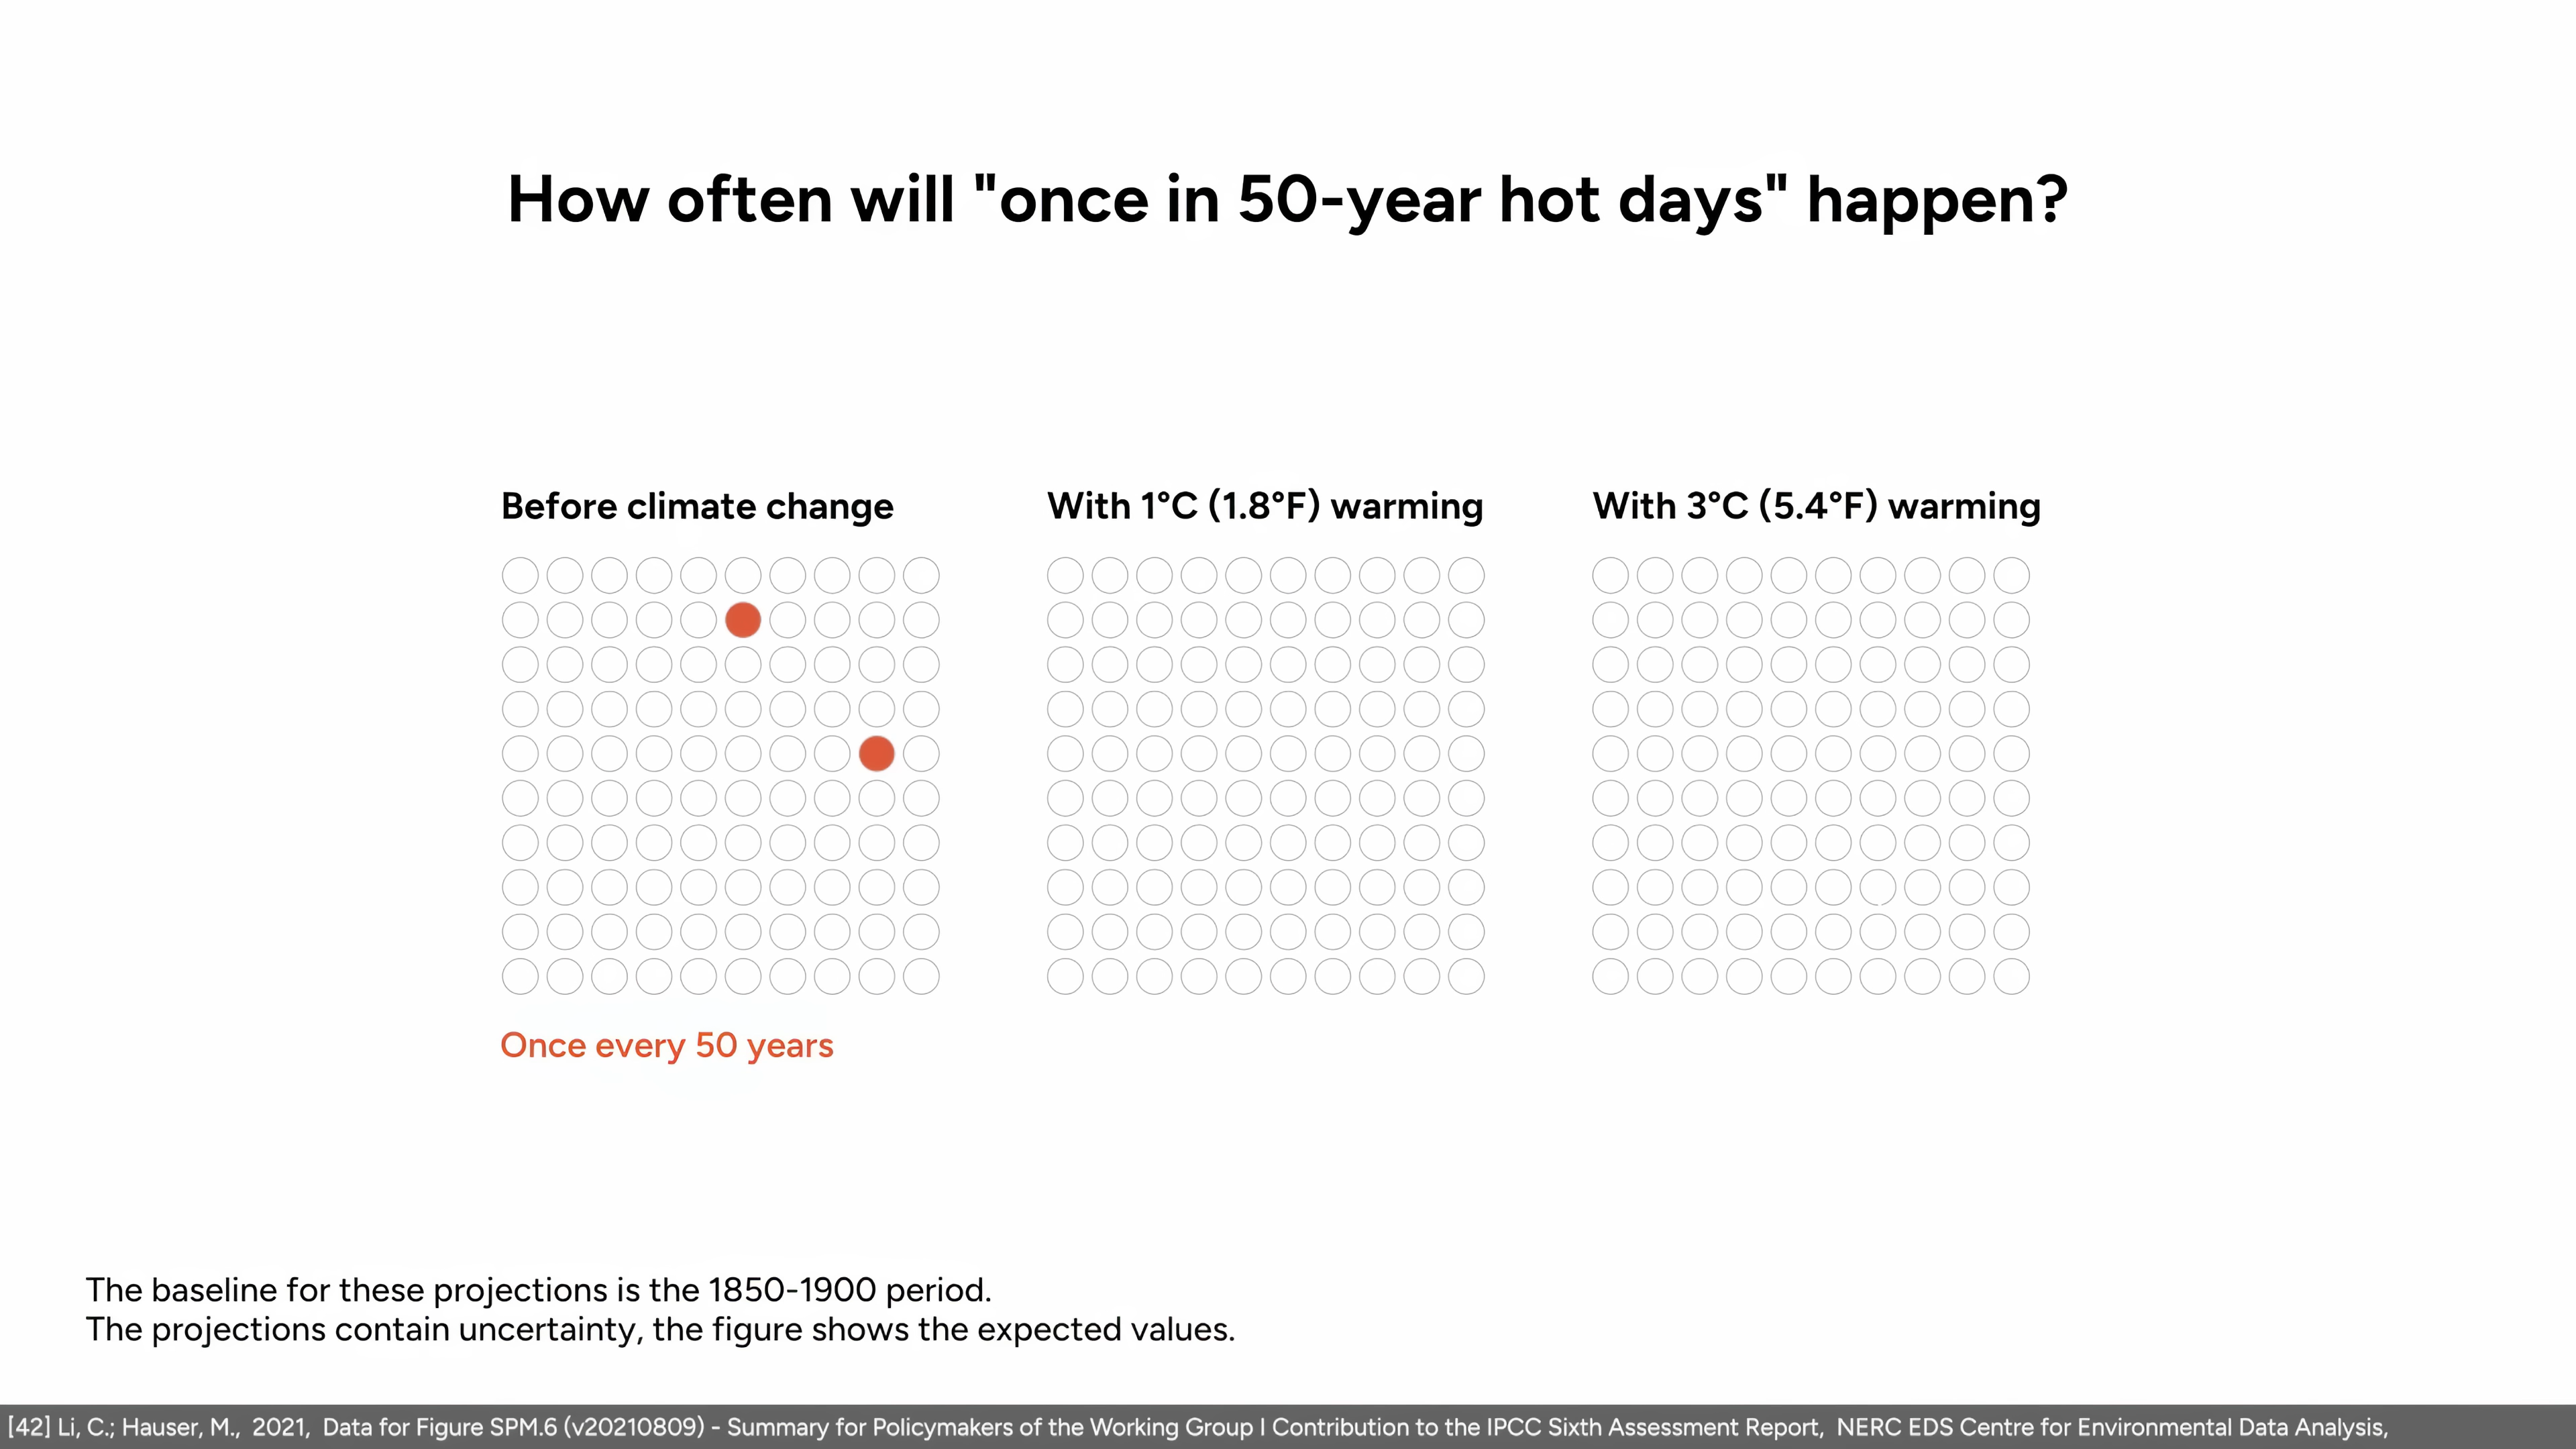 How often will "once in 50-year hot days" happen?
Before climate change
With 1°C (1.8°F) warming
With 3°C (5.4°F) warming
Once every 50 years
The baseline for these projections is the 1850-1900 period.
The projections contain uncertainty, the figure shows the expected values.
[42] Li, C.; Hauser, M., 2021, Data for Figure SPM.6 (v20210809) - Summary for Policymakers of the Working Group I Contribution to the IPCC Sixth Assessment Report, NERC EDS Centre for Environmental Data Analysis,